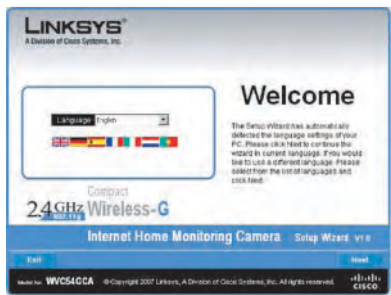 LINKSYS®
A Division of Cisco Systems, Inc.
Welcome
Language English
The Setup Wizard has automatically
detected the language settings of your
PC. Please click Next to continue the
wizard in current language. If you would
like to use a different language. Please
select from the list of languages and
click Next.
Compact
2.4GHz Wireless-G
802.11g
Internet Home Monitoring Camera Setup Wizard V1.0
Exit
Next
Model No. WVC54GCA © Copyright 2007 Linksys, A Division of Cisco Systems, Inc. All rights reserved.
CISCO